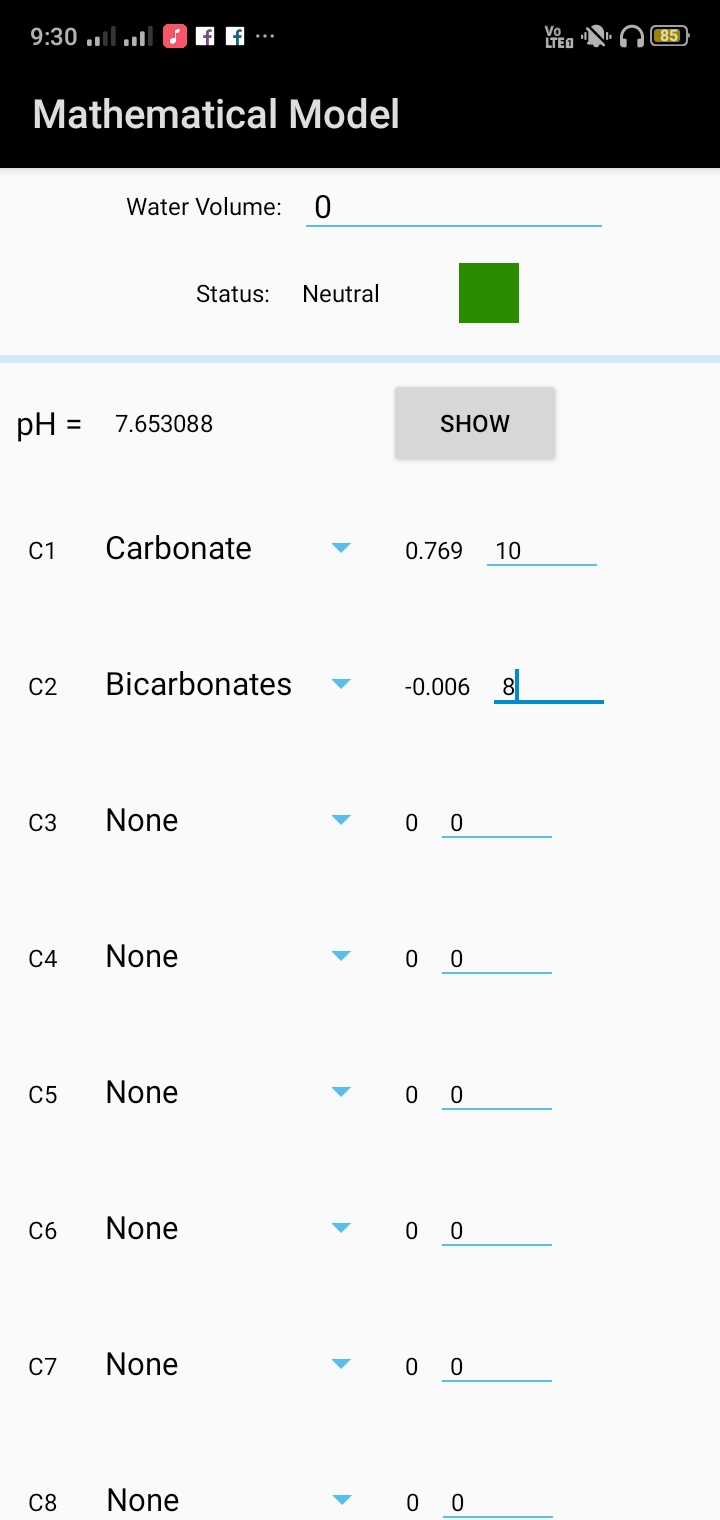 9:30 Vo LTE 85
Mathematical Model
Water Volume: 0
Status: Neutral
pH = 7.653088 SHOW
C1 Carbonate 0.769 10
C2 Bicarbonates -0.006 8
C3 None 0 0
C4 None 0 0
C5 None 0 0
C6 None 0 0
C7 None 0 0
C8 None 0 0